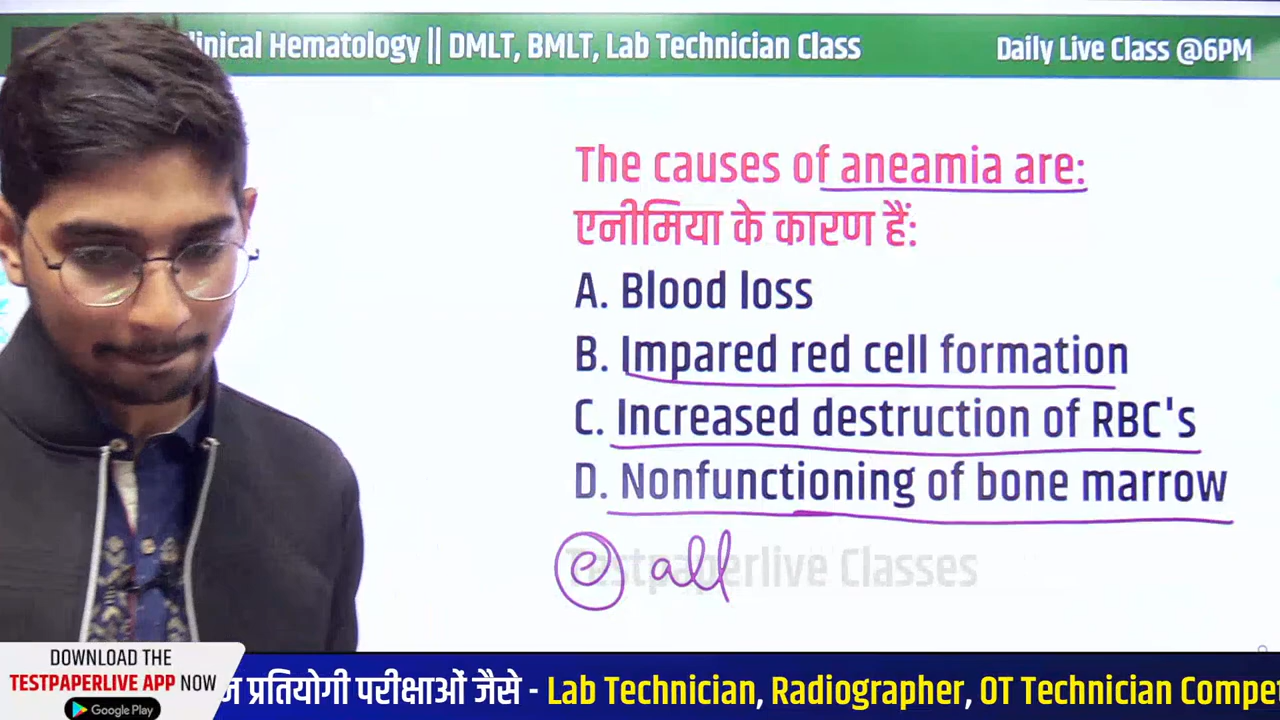 linical Hematology || DMLT, BMLT, Lab Technician Class
Daily Live Class @6PM
The causes of aneamia are:
एनीमिया के कारण हैं:
A. Blood loss
B. Impared red cell formation
C. Increased destruction of RBC's
D. Nonfunctioning of bone marrow
e all
Testpaperlive Classes
DOWNLOAD THE
TESTPAPERLIVE APP NOW
Google Play
प्रतियोगी परीक्षाओं जैसे - Lab Technician, Radiographer, OT Technician Compe